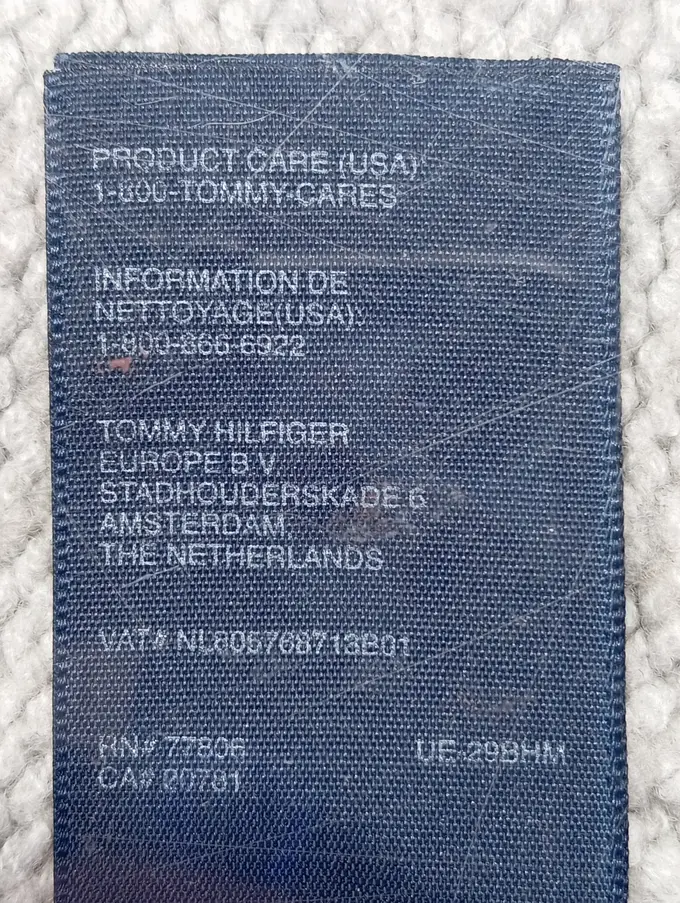 PRODUCT CARE (USA)
1-800-TOMMY-CARES
INFORMATION DE
NETTOYAGE(USA)
1-800-866-6922
TOMMY HILFIGER
EUROPE B.V.
STADHOUDERSKADE 6
AMSTERDAM
THE NETHERLANDS
VAT# NL806768713B01
RN# 77806
CA# 20781
UE-29BHM